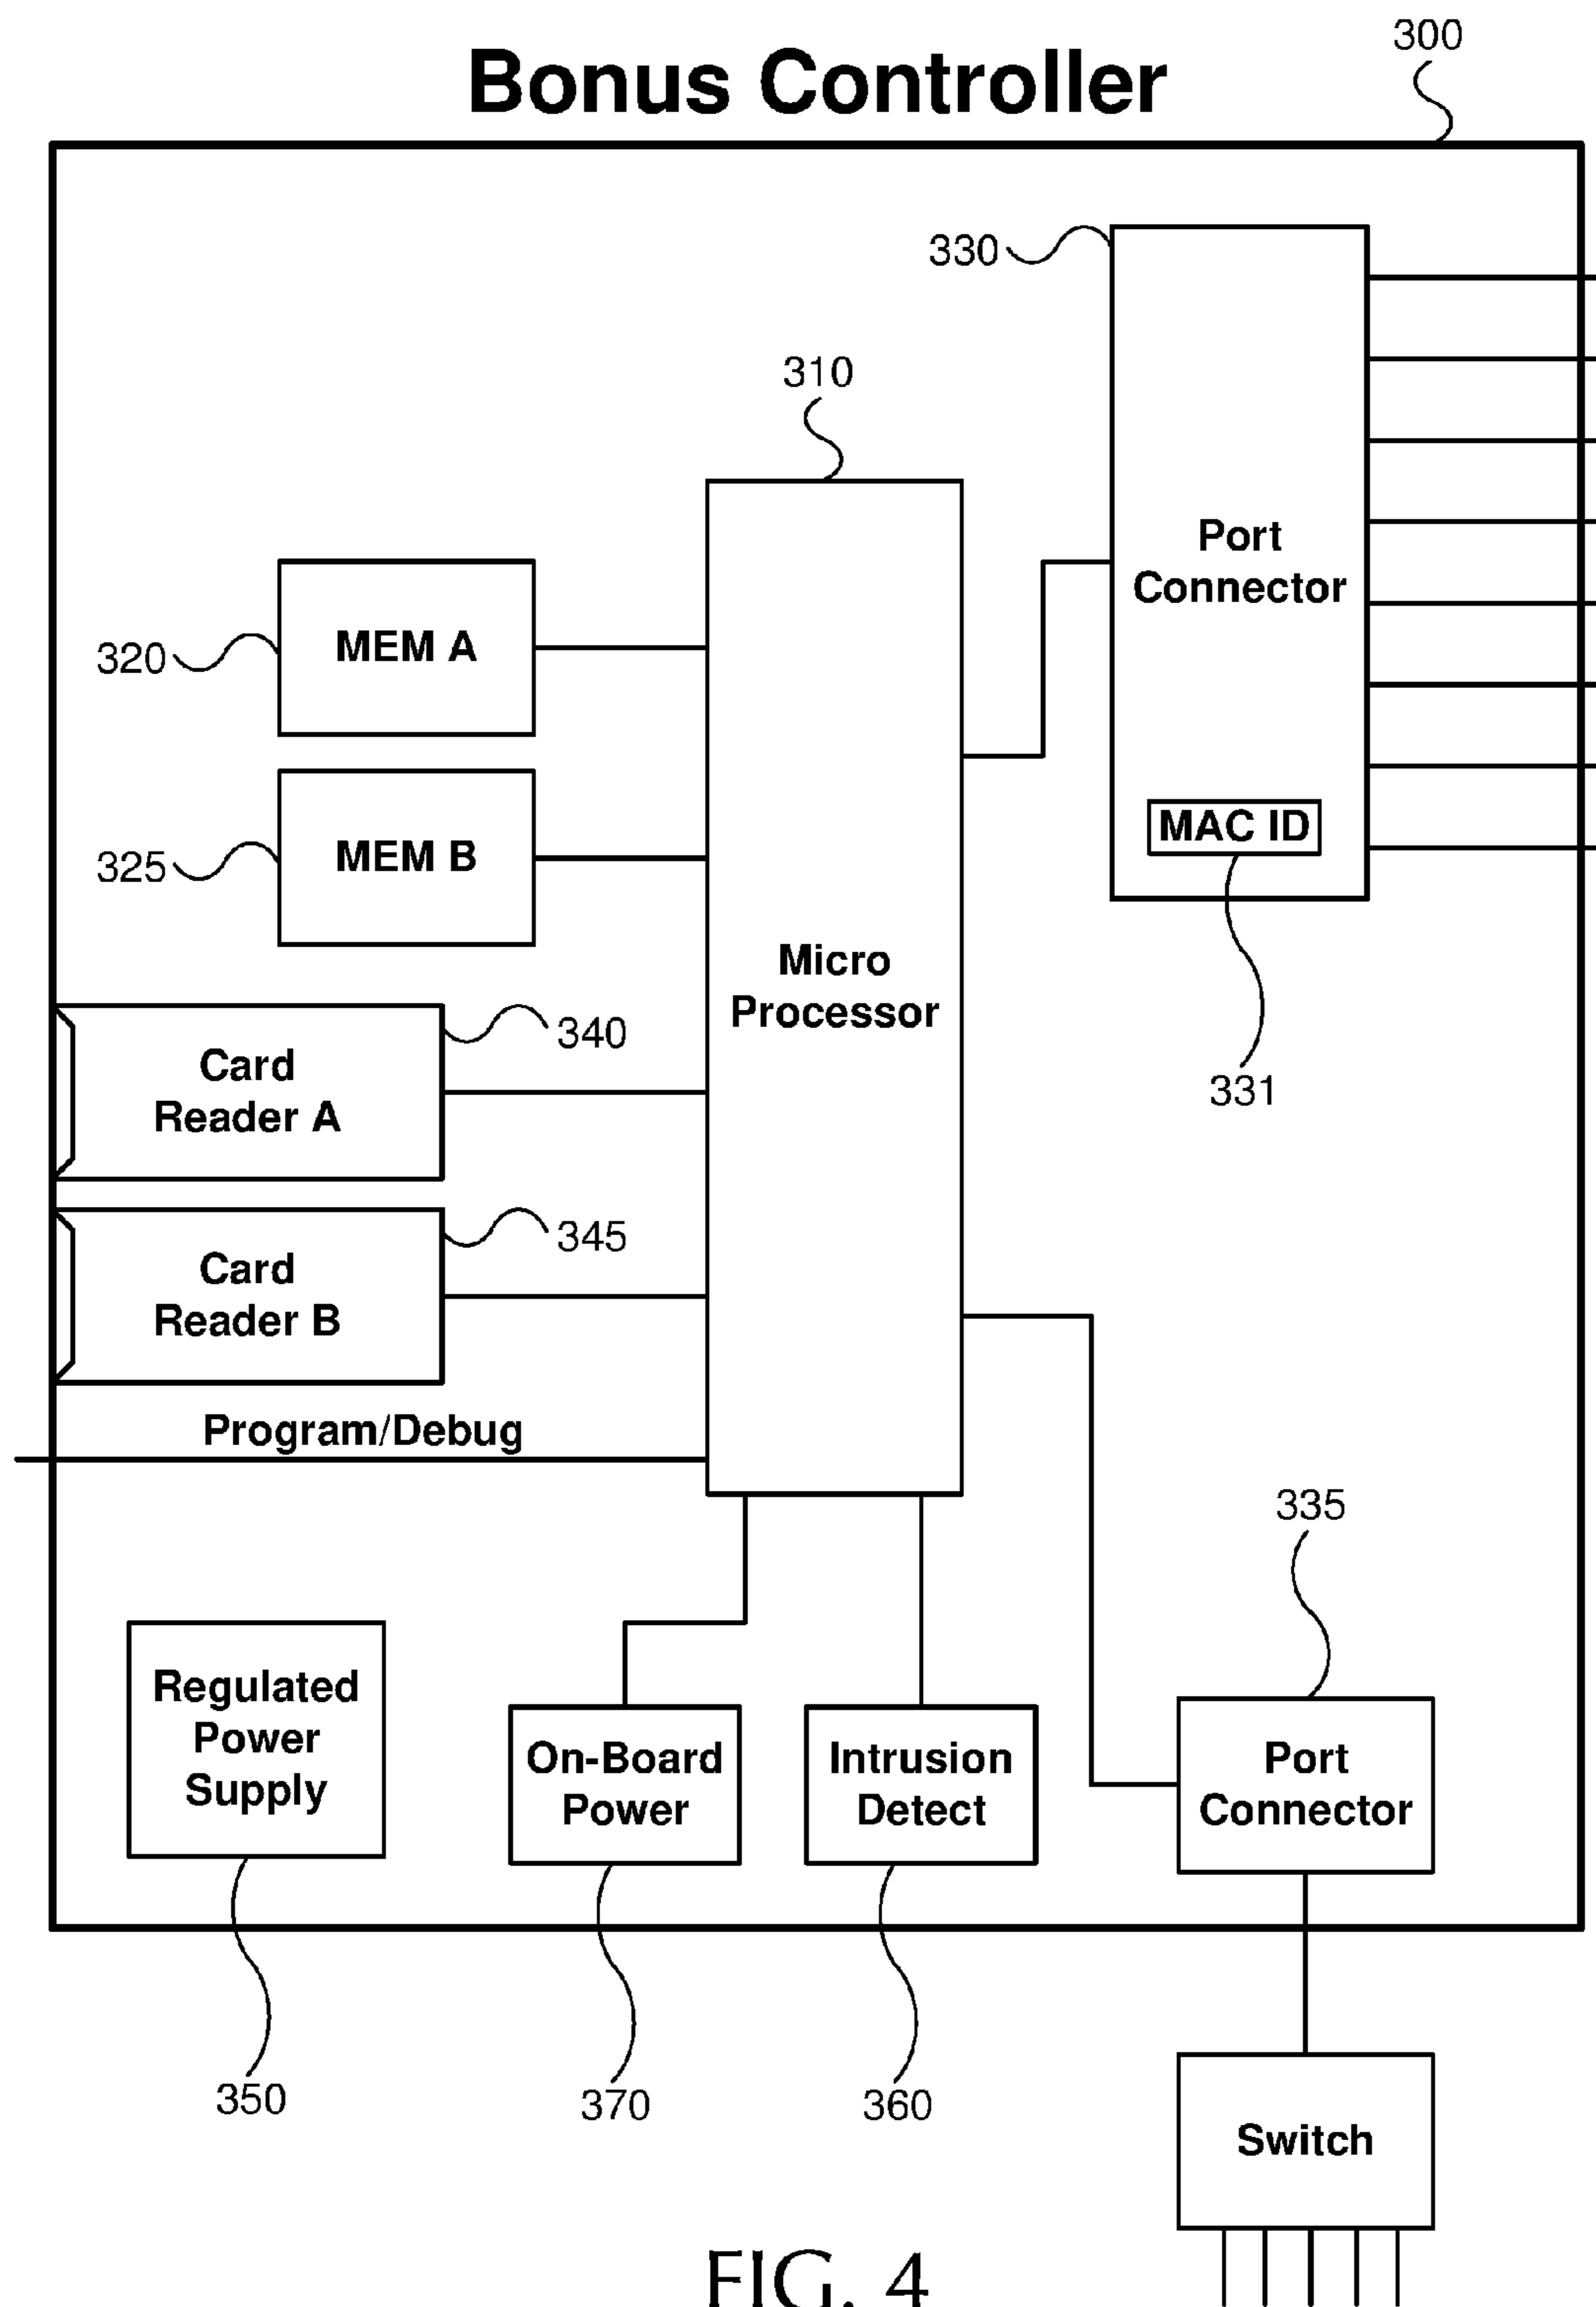 Bonus Controller
300
330
310
Port
Connector
MEM A
320
MAC ID
MEM B
325
Micro
Processor
340
Card
Reader A
331
345
Card
Reader B
Program/Debug
335
Regulated
Power
Supply
On-Board
Power
Intrusion
Detect
Port
Connector
350
370
360
Switch
FIG. 4